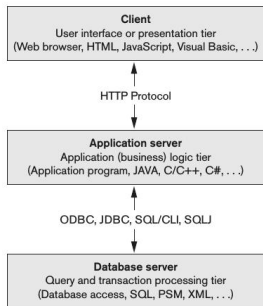 Client
User interface or presentation tier
(Web browser, HTML, JavaScript, Visual Basic, . . .)
HTTP Protocol
Application server
Application (business) logic tier
(Application program, JAVA, C/C++, C#, . . .)
ODBC, JDBC, SQL/CLI, SQLJ
Database server
Query and transaction processing tier
(Database access, SQL, PSM, XML, . . .)